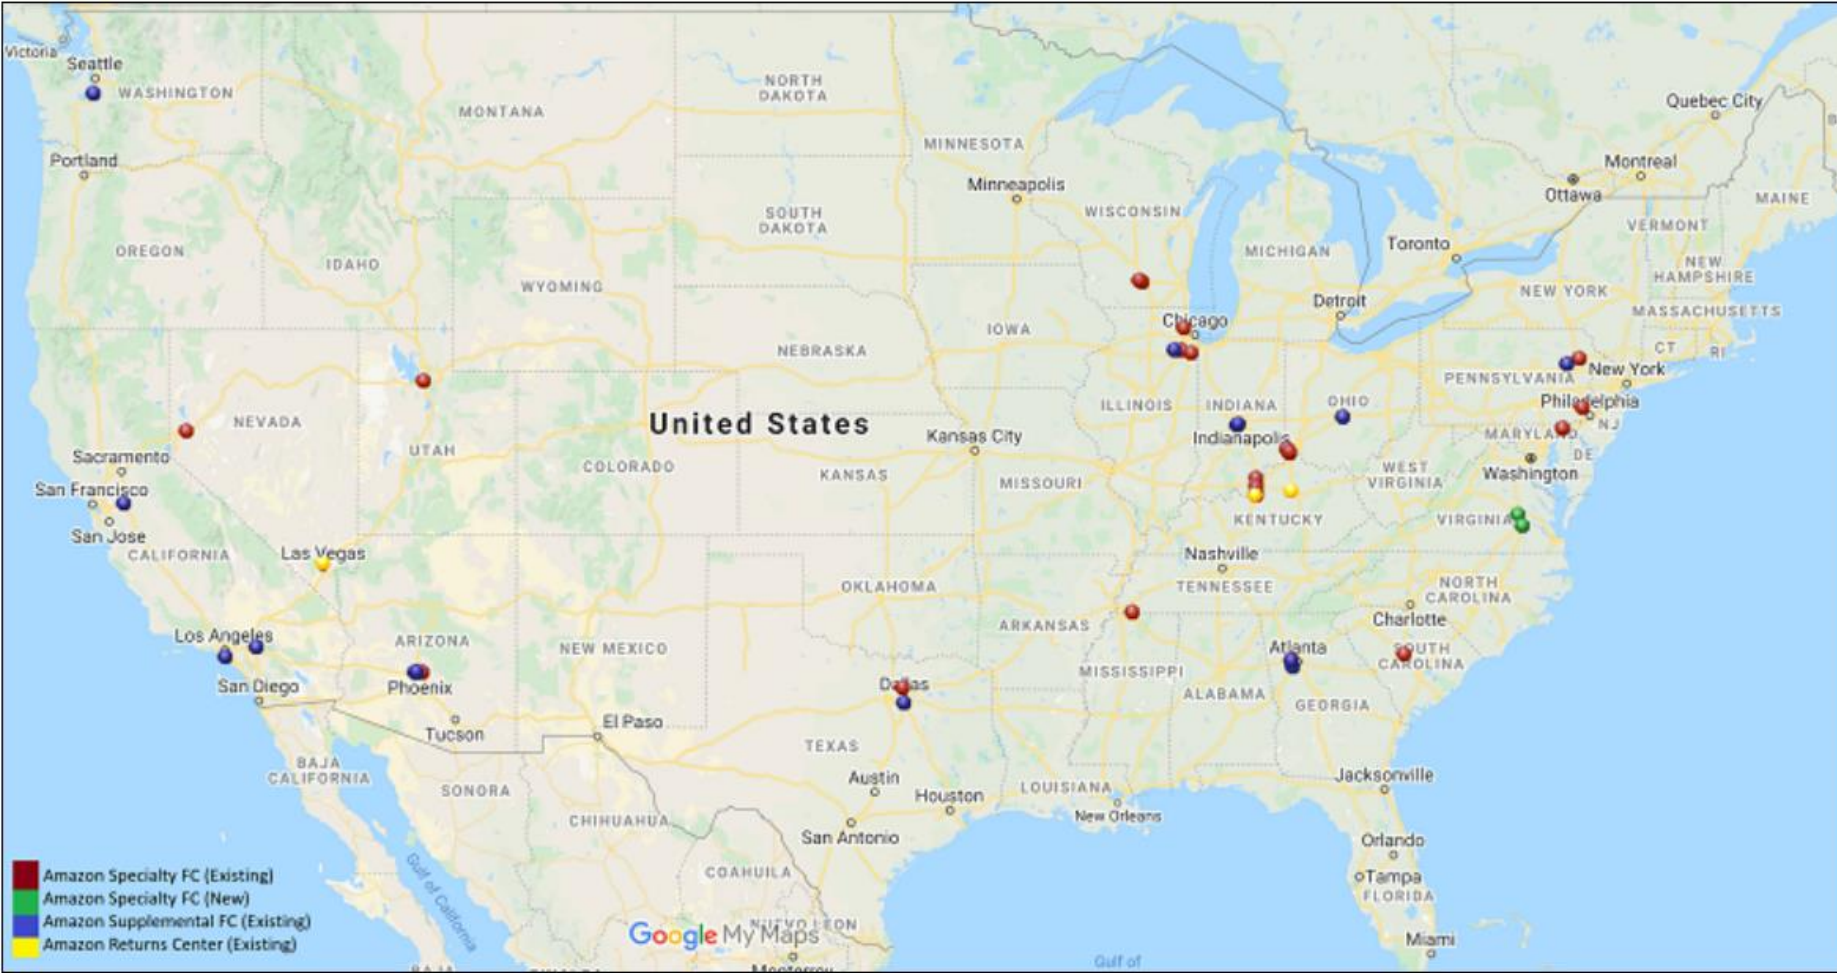 Victoria
Seattle
WASHINGTON
MONTANA
NORTH
DAKOTA
MINNESOTA
Quebec City
Portland
Minneapolis
Montreal
Ottawa
MAINE
SOUTH
DAKOTA
WISCONSIN
VERMONT
OREGON
IDAHO
MICHIGAN
Toronto
NEW
HAMPSHIRE
WYOMING
NEW YORK
Detroit
MASSACHUSETTS
Chicago
IOWA
NEBRASKA
CT
RI
PENNSYLVANIA
New York
ILLINOIS
INDIANA
OHIO
Philadelphia
NEVADA
United States
NJ
Kansas City
Indianapolis
MARYLAND
UTAH
Sacramento
COLORADO
KANSAS
MISSOURI
WEST
VIRGINIA
DE
Washington
San Francisco
KENTUCKY
VIRGINIA
San Jose
CALIFORNIA
Las Vegas
Nashville
OKLAHOMA
TENNESSEE
NORTH
CAROLINA
Charlotte
ARKANSAS
Los Angeles
ARIZONA
NEW MEXICO
Atlanta
SOUTH
CAROLINA
MISSISSIPPI
San Diego
Phoenix
Dallas
ALABAMA
GEORGIA
El Paso
Tucson
TEXAS
BAJA
CALIFORNIA
SONORA
Austin
Houston
LOUISIANA
Jacksonville
New Orleans
CHIHUAHUA
San Antonio
Orlando
COAHUILA
Tampa
FLORIDA
Gulf of California
Amazon Specialty FC (Existing)
Amazon Specialty FC (New)
Amazon Supplemental FC (Existing)
Amazon Returns Center (Existing)
NUEVO LEON
Google My Maps
Miami
Gulf of
Monterrey